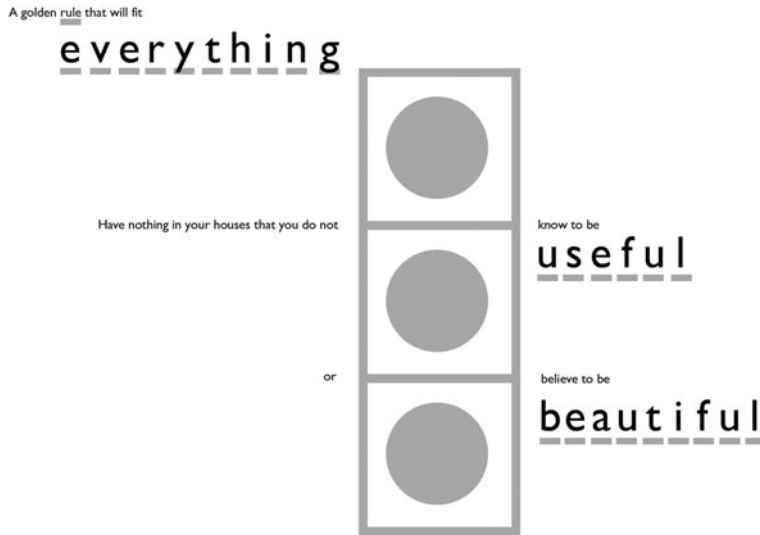 A golden rule that will fit
everything
Have nothing in your houses that you do not know to be
useful
or believe to be
beautiful